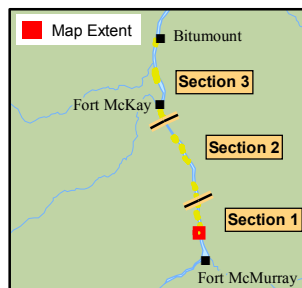 Map Extent
Bitumount
Section 3
Fort McKay
Section 2
Section 1
Fort McMurray